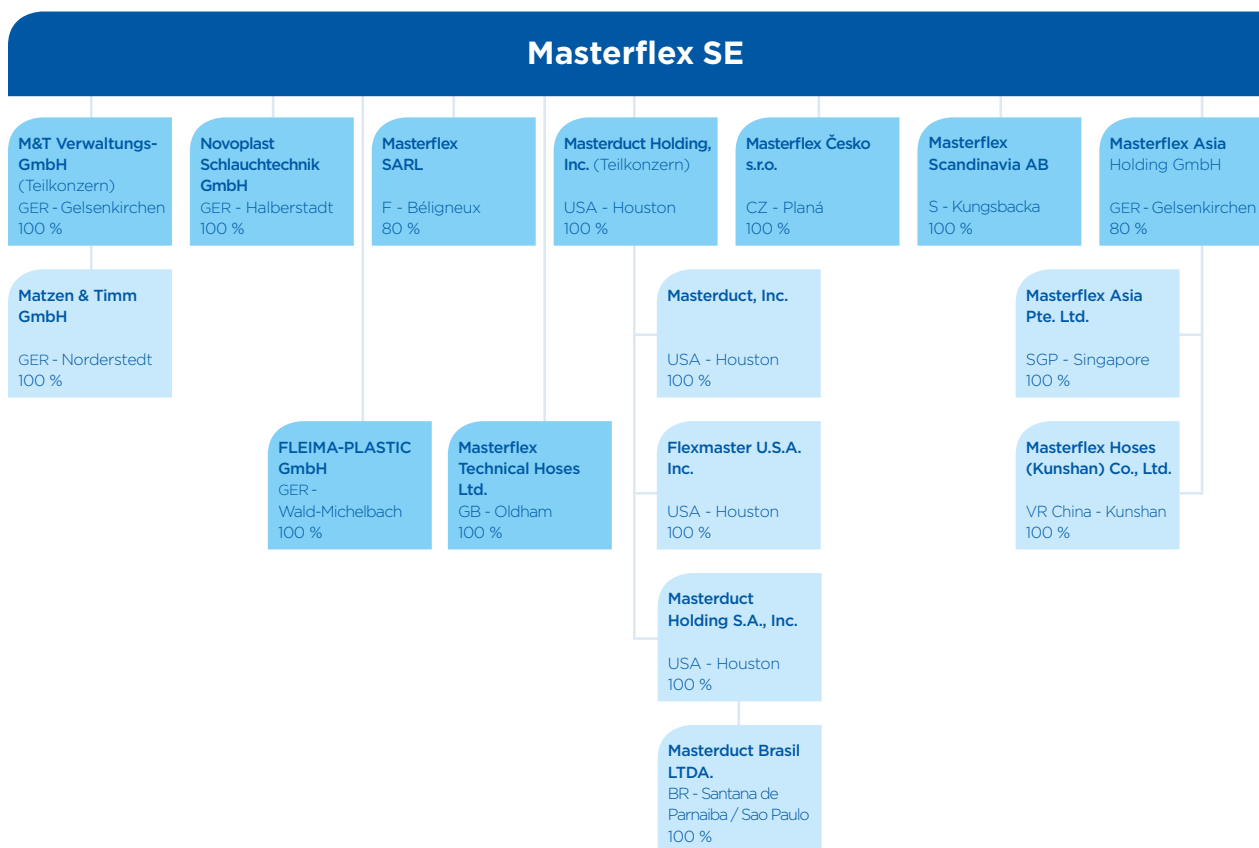 Masterflex SE
M&T Verwaltungs-
GmbH
(Teilkonzern)
GER - Gelsenkirchen
100 %
Novoplast
Schlauchtechnik
GmbH
GER - Halberstadt
100 %
Masterflex
SARL
F - Béligneux
80 %
Masterduct Holding,
Inc. (Teilkonzern)
USA - Houston
100 %
Masterflex Česko
s.r.o.
CZ - Planá
100 %
Masterflex
Scandinavia AB
S - Kungsbacka
100 %
Masterflex Asia
Holding GmbH
GER - Gelsenkirchen
80 %
Matzen & Timm
GmbH
GER - Norderstedt
100 %
Masterduct, Inc.
USA - Houston
100 %
Masterflex Asia
Pte. Ltd.
SGP - Singapore
100 %
FLEIMA-PLASTIC
GmbH
GER -
Wald-Michelbach
100 %
Masterflex
Technical Hoses
Ltd.
GB - Oldham
100 %
Flexmaster U.S.A.
Inc.
USA - Houston
100 %
Masterflex Hoses
(Kunshan) Co., Ltd.
VR China - Kunshan
100 %
Masterduct
Holding S.A., Inc.
USA - Houston
100 %
Masterduct Brasil
LTDA.
BR - Santana de
Parnaiba / Sao Paulo
100 %